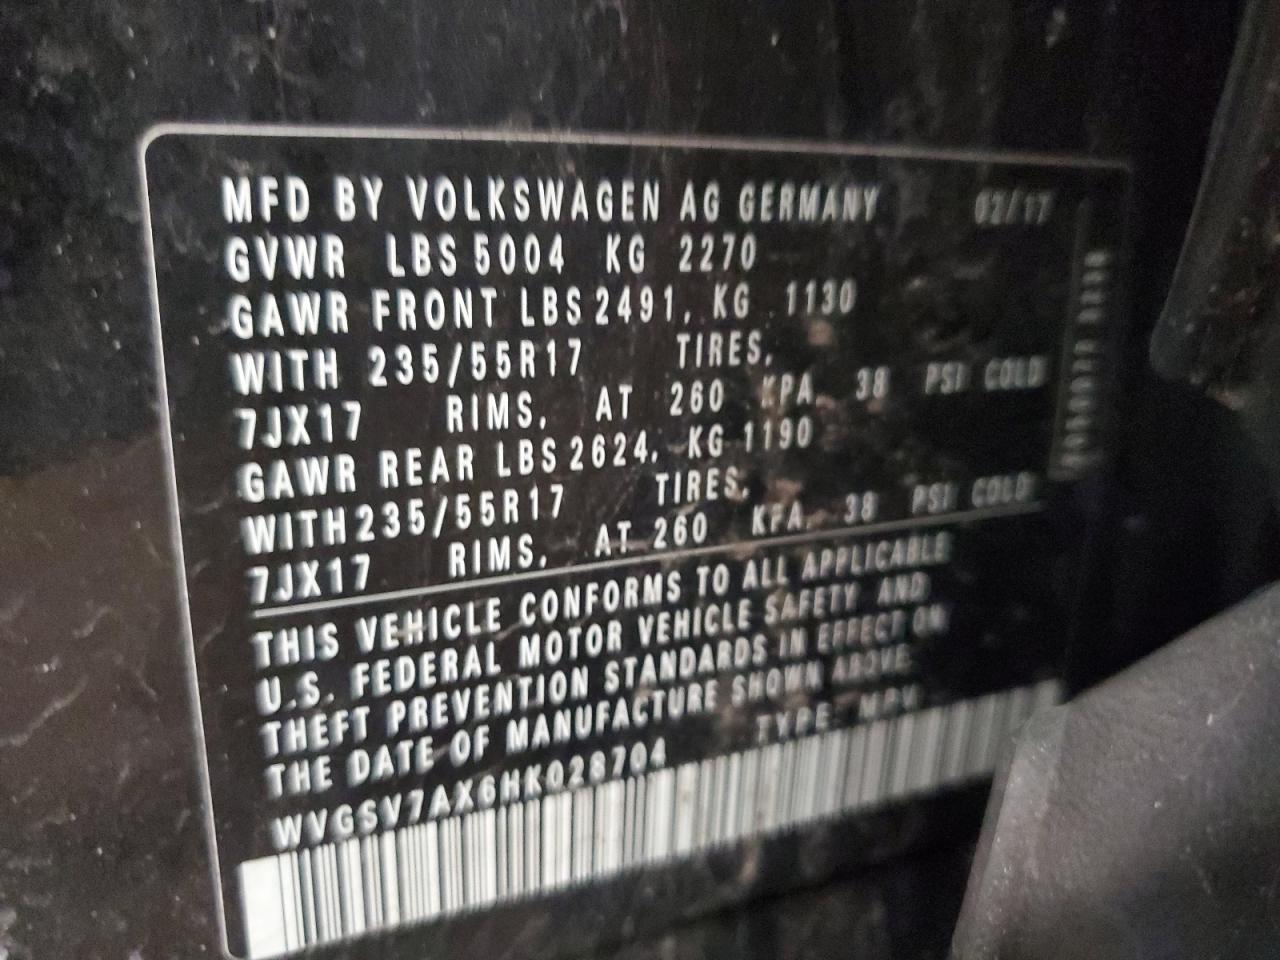 MFD BY VOLKSWAGEN AG GERMANY 02/17
GVWR LBS 5004 KG 2270
GAWR FRONT LBS 2491, KG 1130
WITH 235/55R17 TIRES,
7JX17 RIMS, AT 260 KPA, 38 PSI COLD
GAWR REAR LBS 2624, KG 1190
WITH 235/55R17 TIRES,
7JX17 RIMS, AT 260 KPA, 38 PSI COLD
THIS VEHICLE CONFORMS TO ALL APPLICABLE
U.S. FEDERAL MOTOR VEHICLE SAFETY AND
THEFT PREVENTION STANDARDS IN EFFECT ON
THE DATE OF MANUFACTURE SHOWN ABOVE
WVGSV7AX6HK028704 TYPE: MPV